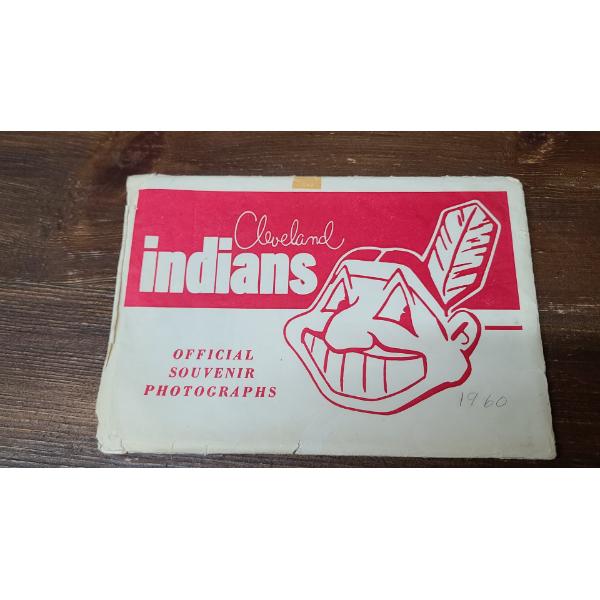 Cleveland
indians
OFFICIAL
SOUVENIR
PHOTOGRAPHS
1960